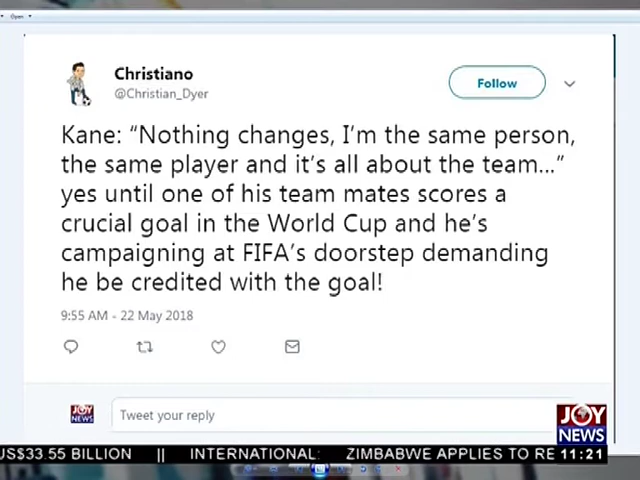 Open
Christiano
@Christian_Dyer
Follow
Kane: “Nothing changes, I’m the same person,
the same player and it’s all about the team...”
yes until one of his team mates scores a
crucial goal in the World Cup and he’s
campaigning at FIFA’s doorstep demanding
he be credited with the goal!
9:55 AM - 22 May 2018
JOY
NEWS
Tweet your reply
JOY
NEWS
US$33.55 BILLION || INTERNATIONAL: ZIMBABWE APPLIES TO RE 11:21